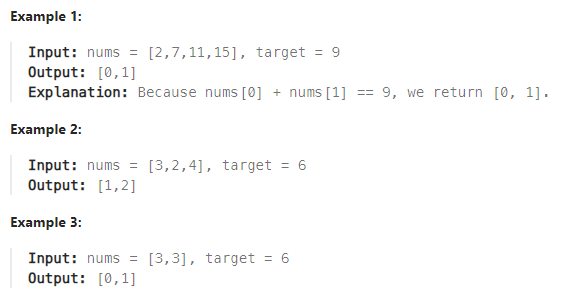 Example 1:
Input: nums = [2,7,11,15], target = 9
Output: [0,1]
Explanation: Because nums[0] + nums[1] == 9, we return [0, 1].
Example 2:
Input: nums = [3,2,4], target = 6
Output: [1,2]
Example 3:
Input: nums = [3,3], target = 6
Output: [0,1]